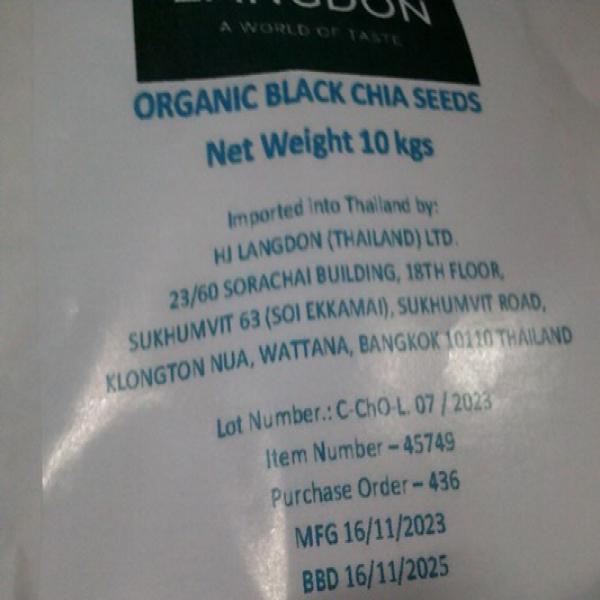 LANGDON
A WORLD OF TASTE
ORGANIC BLACK CHIA SEEDS
Net Weight 10 kgs
Imported into Thailand by:
HJ LANGDON (THAILAND) LTD.
23/60 SORACHAI BUILDING, 18TH FLOOR,
SUKHUMVIT 63 (SOI EKKAMAI), SUKHUMVIT ROAD,
KLONGTON NUA, WATTANA, BANGKOK 10110 THAILAND
Lot Number.: C-ChO-L. 07 / 2023
Item Number – 45749
Purchase Order – 436
MFG 16/11/2023
BBD 16/11/2025